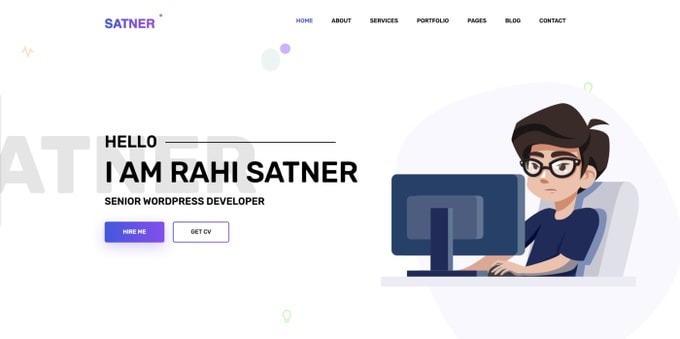 SATNER
HOME ABOUT SERVICES PORTFOLIO PAGES BLOG CONTACT
ATNER
HELLO
I AM RAHI SATNER
SENIOR WORDPRESS DEVELOPER
HIRE ME GET CV